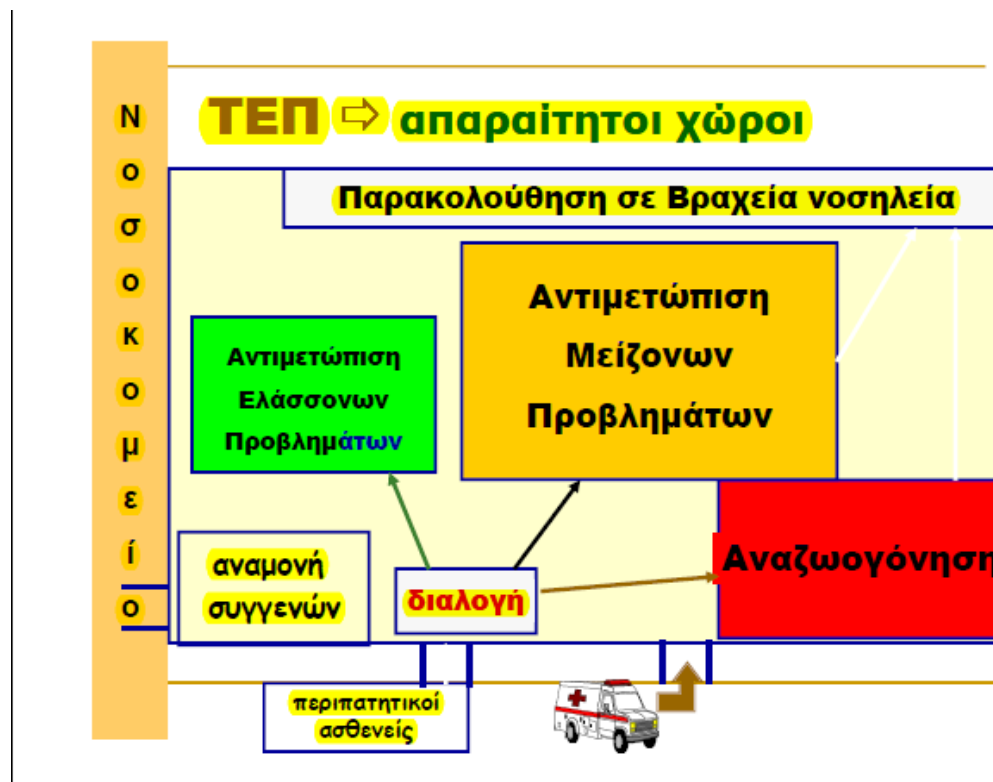 Νοσοκομείο
ΤΕΠ ⇨ απαραίτητοι χώροι
Παρακολούθηση σε Βραχεία νοσηλεία
Αντιμετώπιση
Μείζονων
Προβλημάτων
Αντιμετώπιση
Ελάσσονων
Προβλημάτων
Αναζωογόνηση
αναμονή
συγγενών
διαλογή
περιπατητικοί
ασθενείς